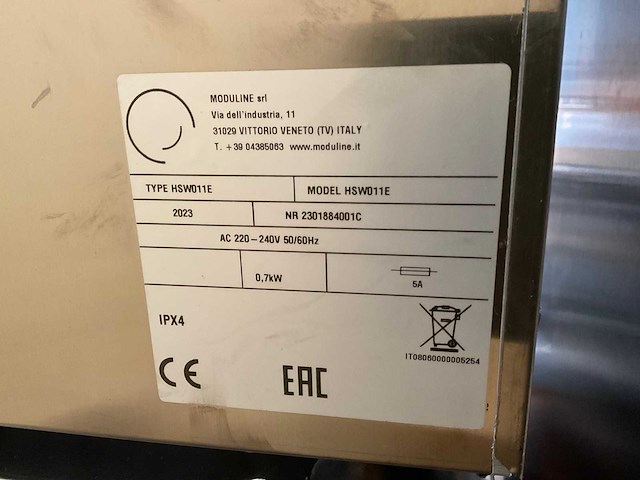 MODULINE srl
Via dell'industria, 11
31029 VITTORIO VENETO (TV) ITALY
T. +39 04385063 www.moduline.it
TYPE HSW011E MODEL HSW011E
2023 NR 2301884001C
AC 220-240V 50/60Hz
0,7kW
5A
IPX4
IT08060000005254
CE EAC